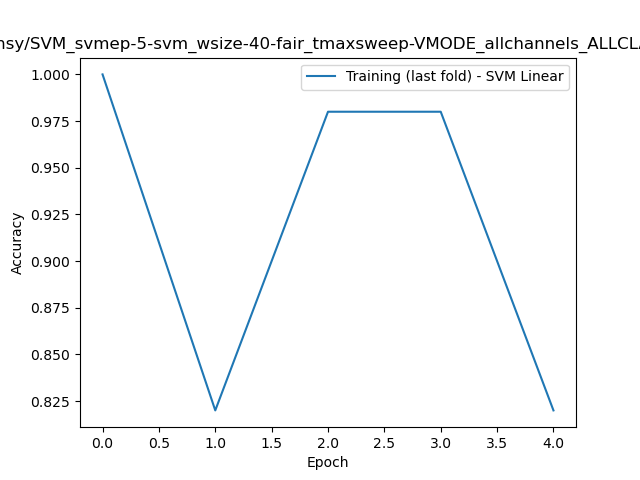 nsy/SVM_svmep-5-svm_wsize-40-fair_tmaxsweep-VMODE_allchannels_ALLCL
Training (last fold) - SVM Linear
1.000
0.975
0.950
0.925
0.900
0.875
0.850
0.825
Accuracy
0.0 0.5 1.0 1.5 2.0 2.5 3.0 3.5 4.0
Epoch